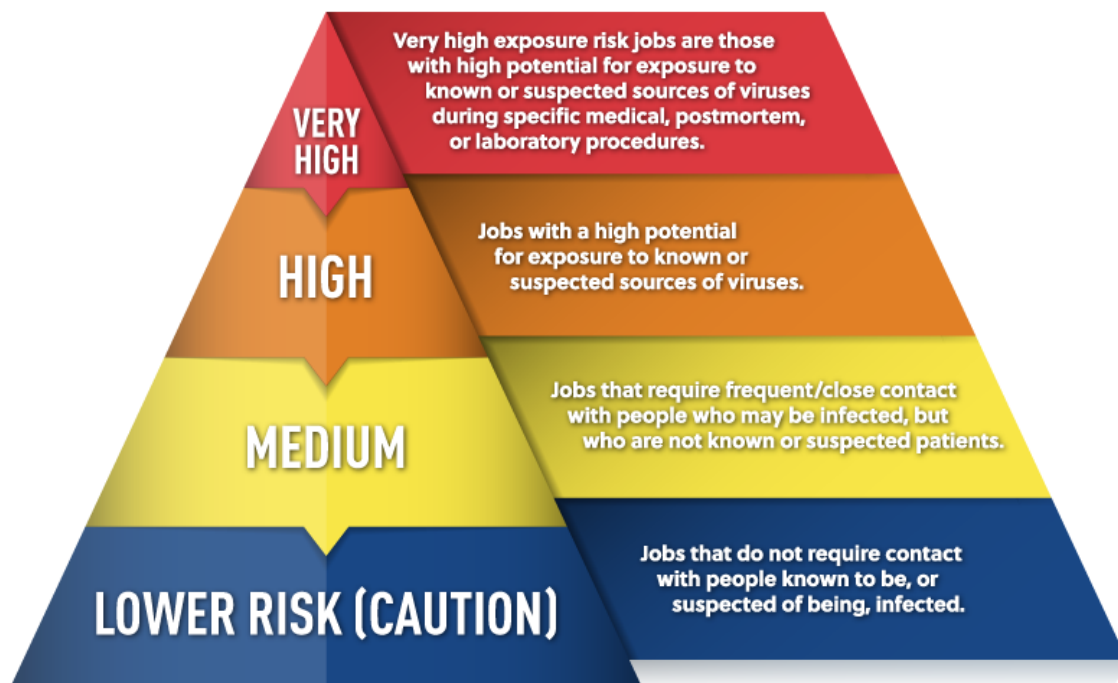 VERY
HIGH
Very high exposure risk jobs are those
with high potential for exposure to
known or suspected sources of viruses
during specific medical, postmortem,
or laboratory procedures.
HIGH
Jobs with a high potential
for exposure to known or
suspected sources of viruses.
MEDIUM
Jobs that require frequent/close contact
with people who may be infected, but
who are not known or suspected patients.
LOWER RISK (CAUTION)
Jobs that do not require contact
with people known to be, or
suspected of being, infected.